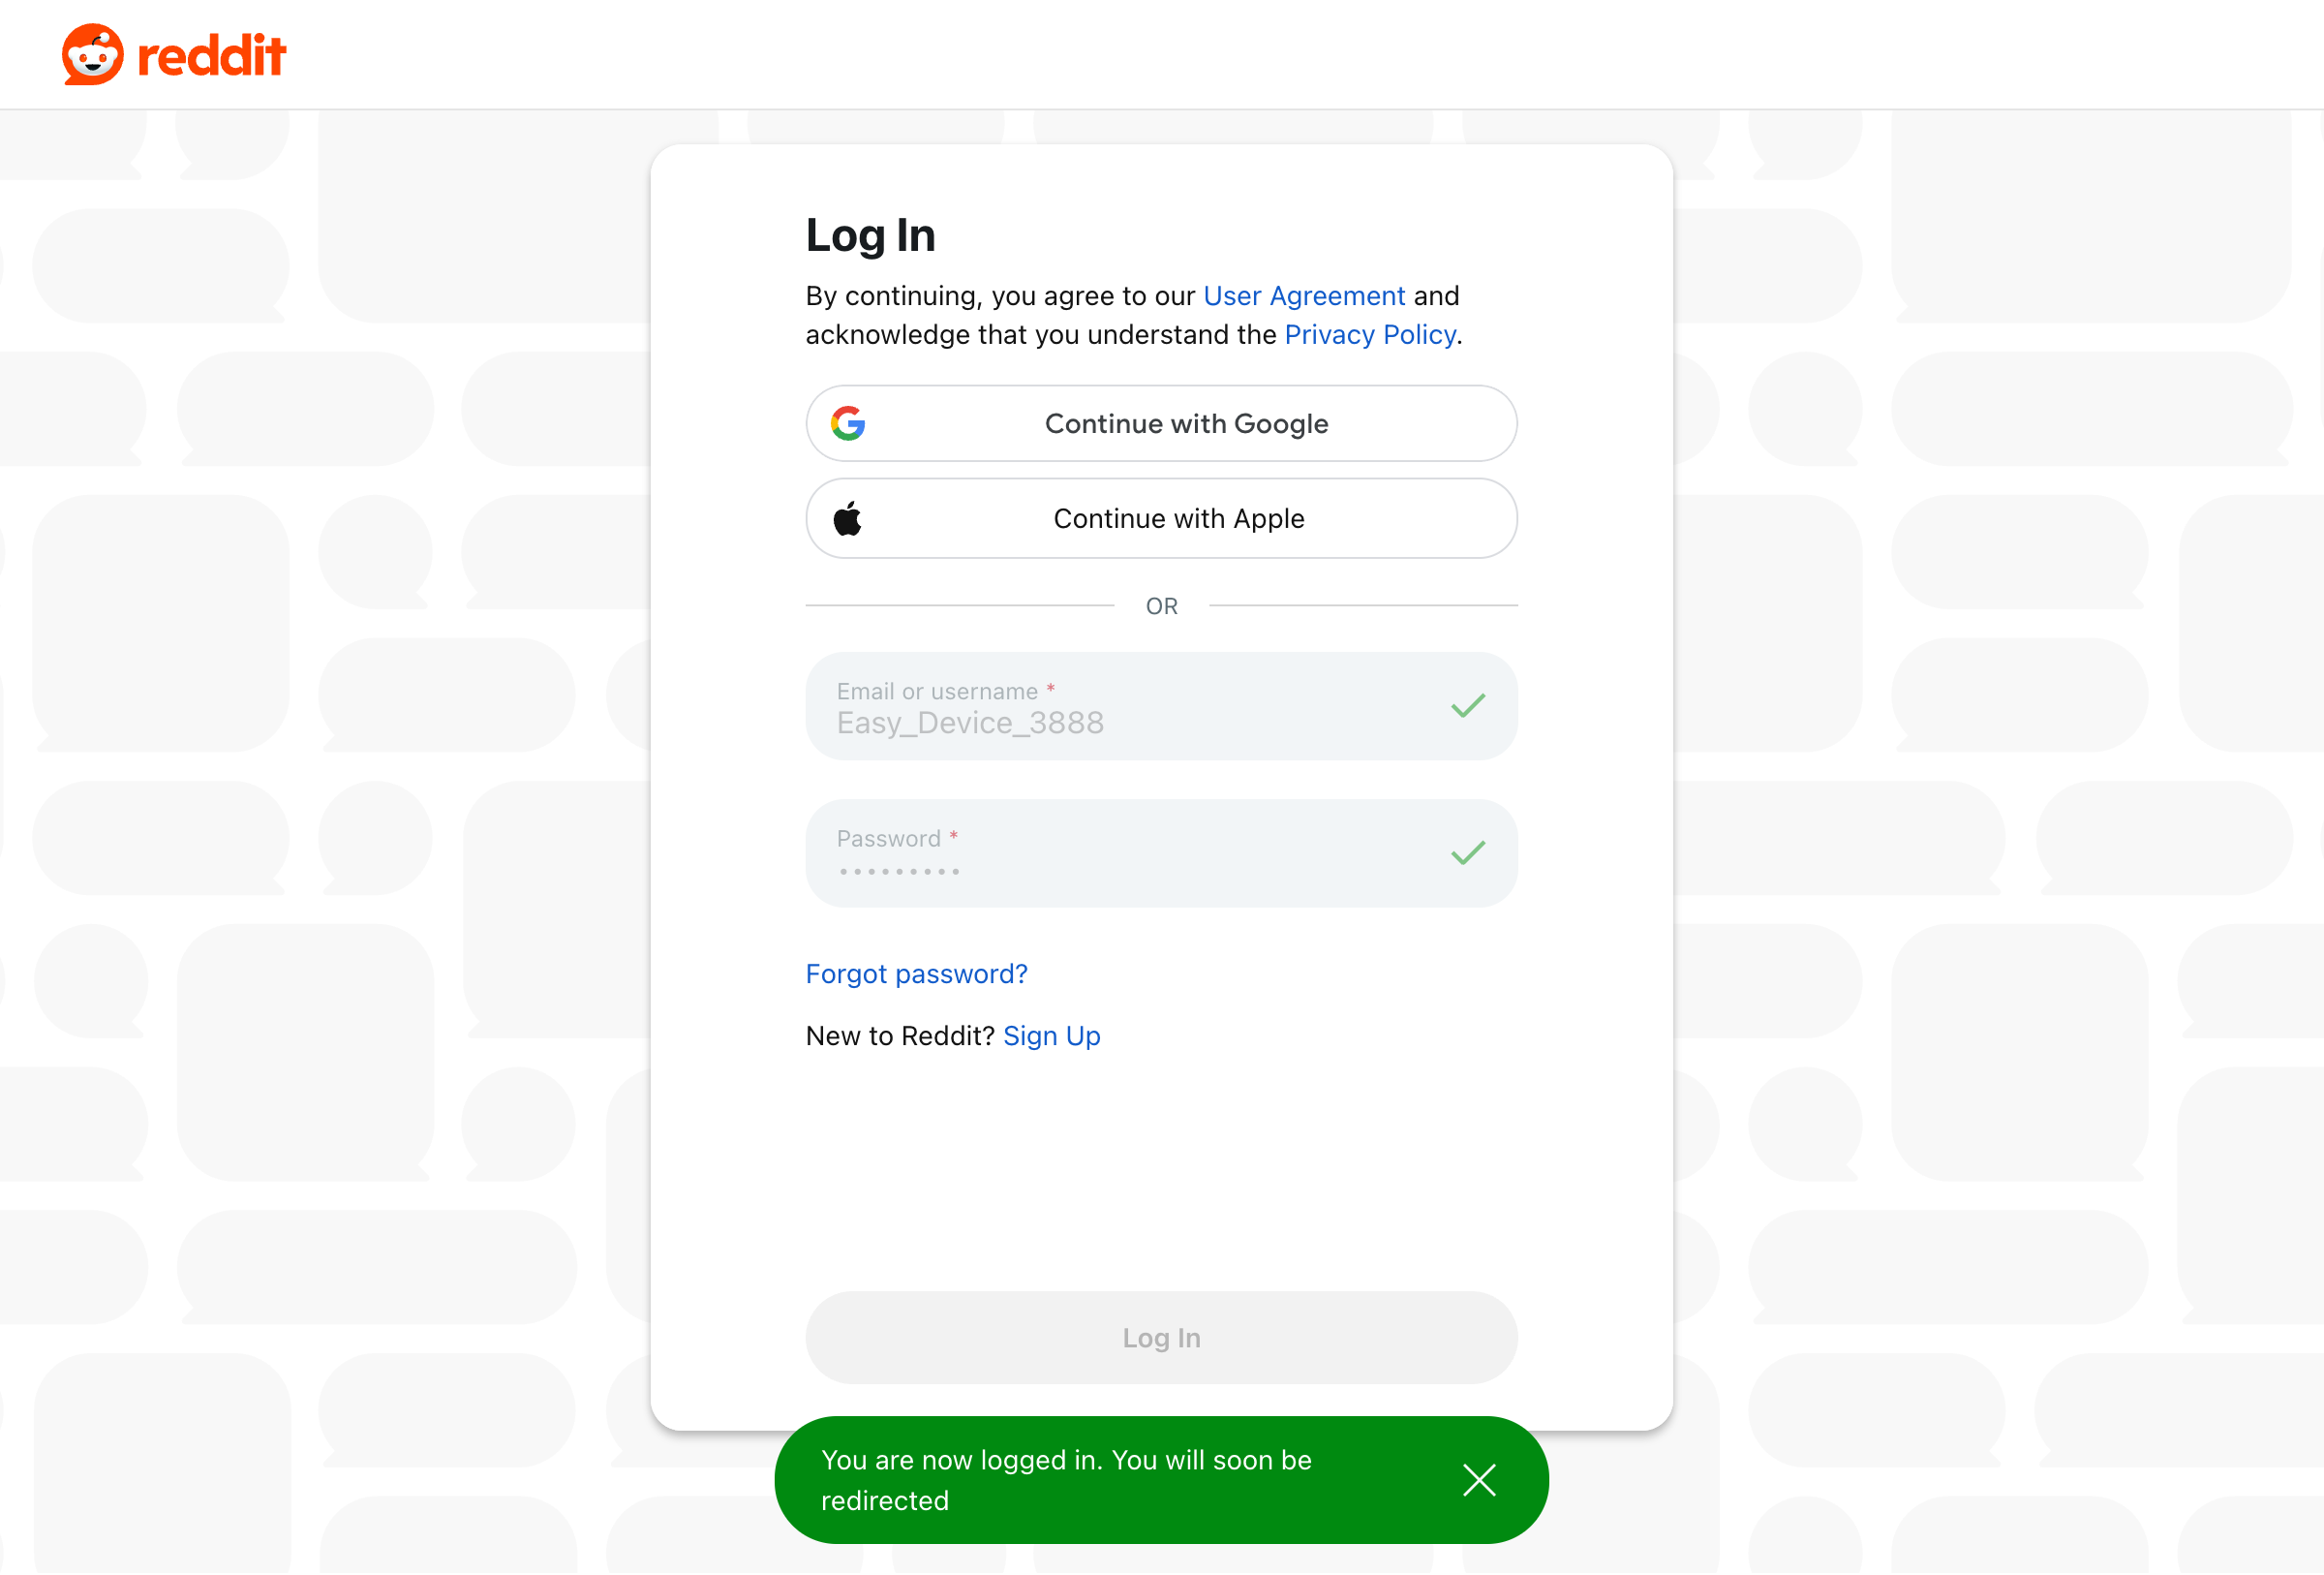 reddit
Log In
By continuing, you agree to our User Agreement and
acknowledge that you understand the Privacy Policy.
Continue with Google
Continue with Apple
OR
Email or username *
Easy_Device_3888
Password *
•••••••••
Forgot password?
New to Reddit? Sign Up
Log In
You are now logged in. You will soon be
redirected